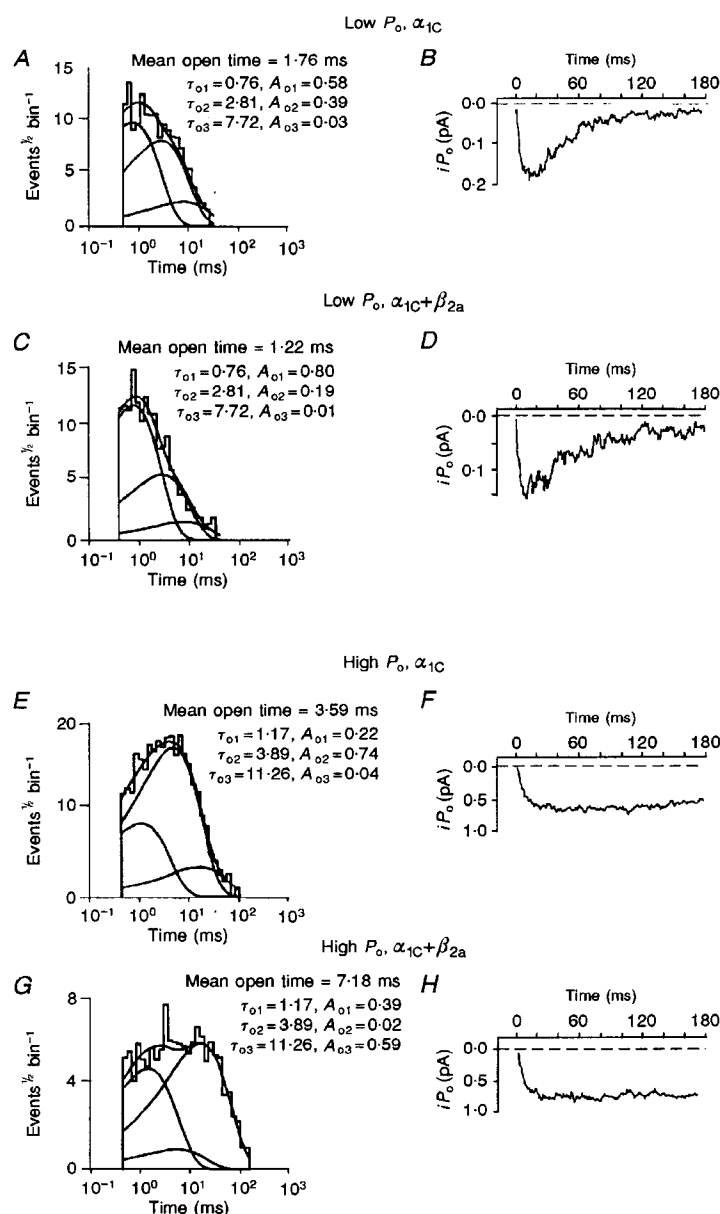 Low Pₒ, α₁C
A
Mean open time = 1·76 ms
τₒ₁=0·76, Aₒ₁=0·58
τₒ₂=2·81, Aₒ₂=0·39
τₒ₃=7·72, Aₒ₃=0·03
15
10
5
0
Events^½ bin⁻¹
10⁻¹ 10⁰ 10¹ 10² 10³
Time (ms)
B
Time (ms)
0 60 120 180
0·0
0·1
0·2
iPₒ (pA)
Low Pₒ, α₁C+β₂a
C
Mean open time = 1·22 ms
τₒ₁=0·76, Aₒ₁=0·80
τₒ₂=2·81, Aₒ₂=0·19
τₒ₃=7·72, Aₒ₃=0·01
15
10
5
0
Events^½ bin⁻¹
10⁻¹ 10⁰ 10¹ 10² 10³
Time (ms)
D
Time (ms)
0 60 120 180
0·0
0·1
iPₒ (pA)
High Pₒ, α₁C
E
Mean open time = 3·59 ms
τₒ₁=1·17, Aₒ₁=0·22
τₒ₂=3·89, Aₒ₂=0·74
τₒ₃=11·26, Aₒ₃=0·04
20
10
0
Events^½ bin⁻¹
10⁻¹ 10⁰ 10¹ 10² 10³
Time (ms)
F
Time (ms)
0 60 120 180
0·0
0·5
1·0
iPₒ (pA)
High Pₒ, α₁C+β₂a
G
Mean open time = 7·18 ms
τₒ₁=1·17, Aₒ₁=0·39
τₒ₂=3·89, Aₒ₂=0·02
τₒ₃=11·26, Aₒ₃=0·59
8
4
0
Events^½ bin⁻¹
10⁻¹ 10⁰ 10¹ 10² 10³
Time (ms)
H
Time (ms)
0 60 120 180
0·0
0·5
1·0
iPₒ (pA)